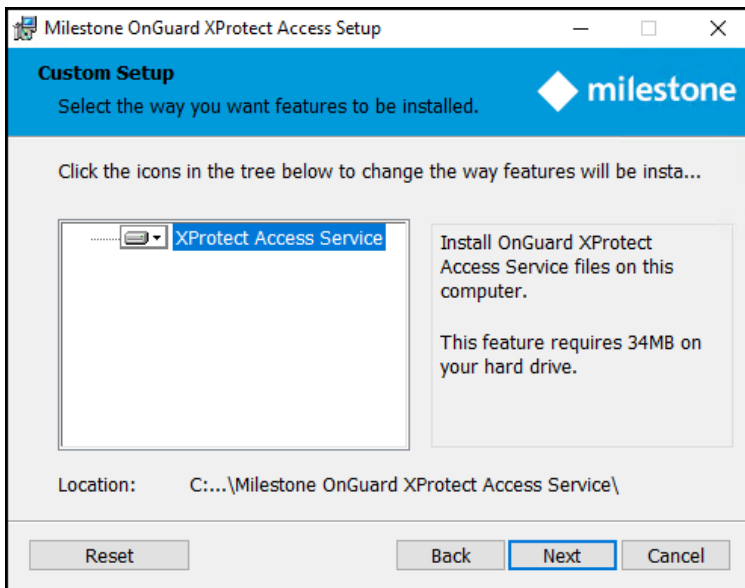 Milestone OnGuard XProtect Access Setup
Custom Setup
Select the way you want features to be installed.
milestone
Click the icons in the tree below to change the way features will be insta...
XProtect Access Service
Install OnGuard XProtect
Access Service files on this
computer.
This feature requires 34MB on
your hard drive.
Location: C:...\Milestone OnGuard XProtect Access Service\
Reset Back Next Cancel